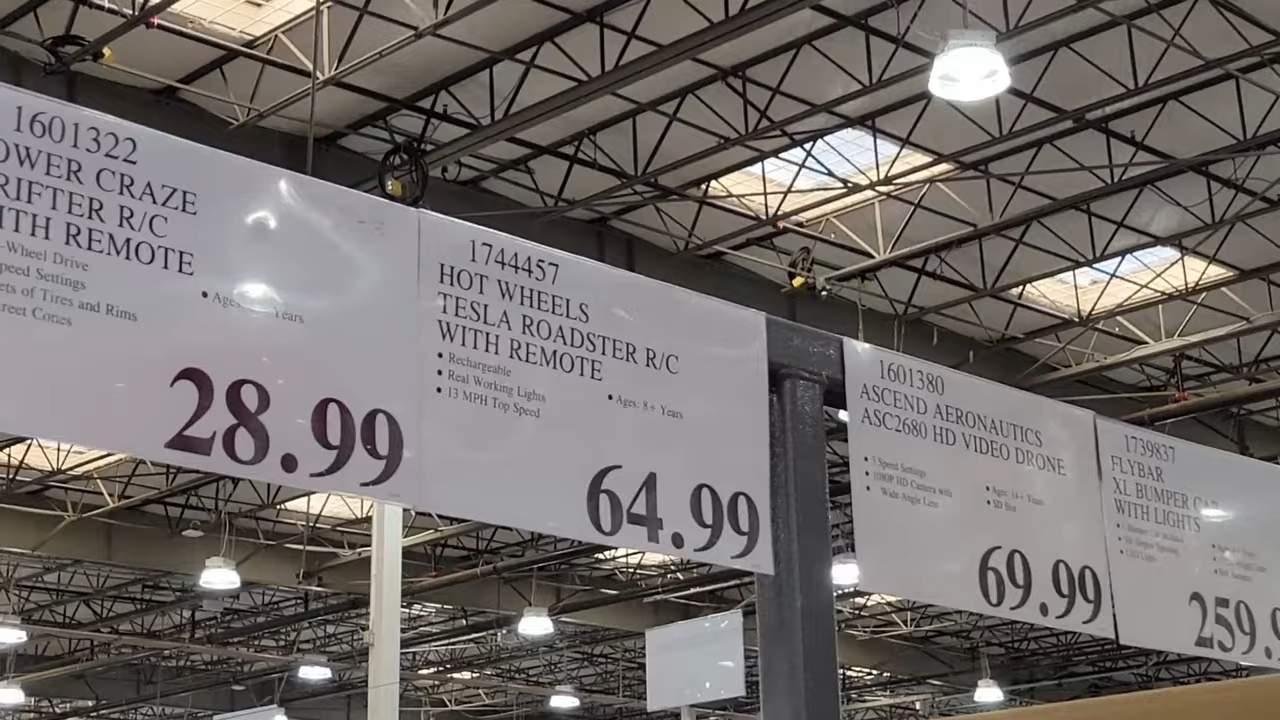 1601322
OWER CRAZE
RIFTER R/C
ITH REMOTE
-Wheel Drive
peed Settings
ets of Tires and Rims
reet Cones
• Ages Years
28.99
1744457
HOT WHEELS
TESLA ROADSTER R/C
WITH REMOTE
• Rechargeable
• Real Working Lights
• 13 MPH Top Speed
• Ages: 8+ Years
64.99
1601380
ASCEND AERONAUTICS
ASC2680 HD VIDEO DRONE
• 3 Speed Settings
• 1080P HD Camera with
• Wide Angle Lens
• Ages: 14+ Years
• SD Slot
69.99
1739837
FLYBAR
XL BUMPER CA
WITH LIGHTS
259.9